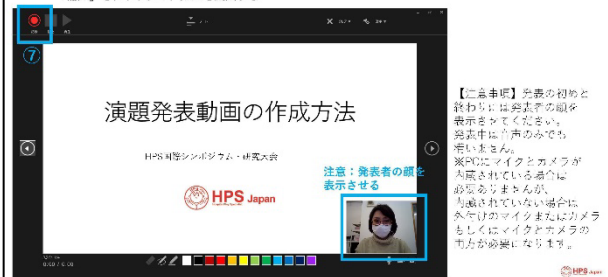 ⑦
演題発表動画の作成方法
HPS国際シンポジウム・研究大会
HPS Japan
注意：発表者の顔を
表示させる
【注意事項】発表の初めと
終わりには発表者の顔を
表示させてください。
発表中は音声のみでも
構いません。
※PCにマイクとカメラが
内蔵されている場合は
必要ありませんが、
内蔵されていない場合は
外付けのマイクまたはカメラ
もしくはマイクとカメラの
両方が必要になります。
HPS Japan